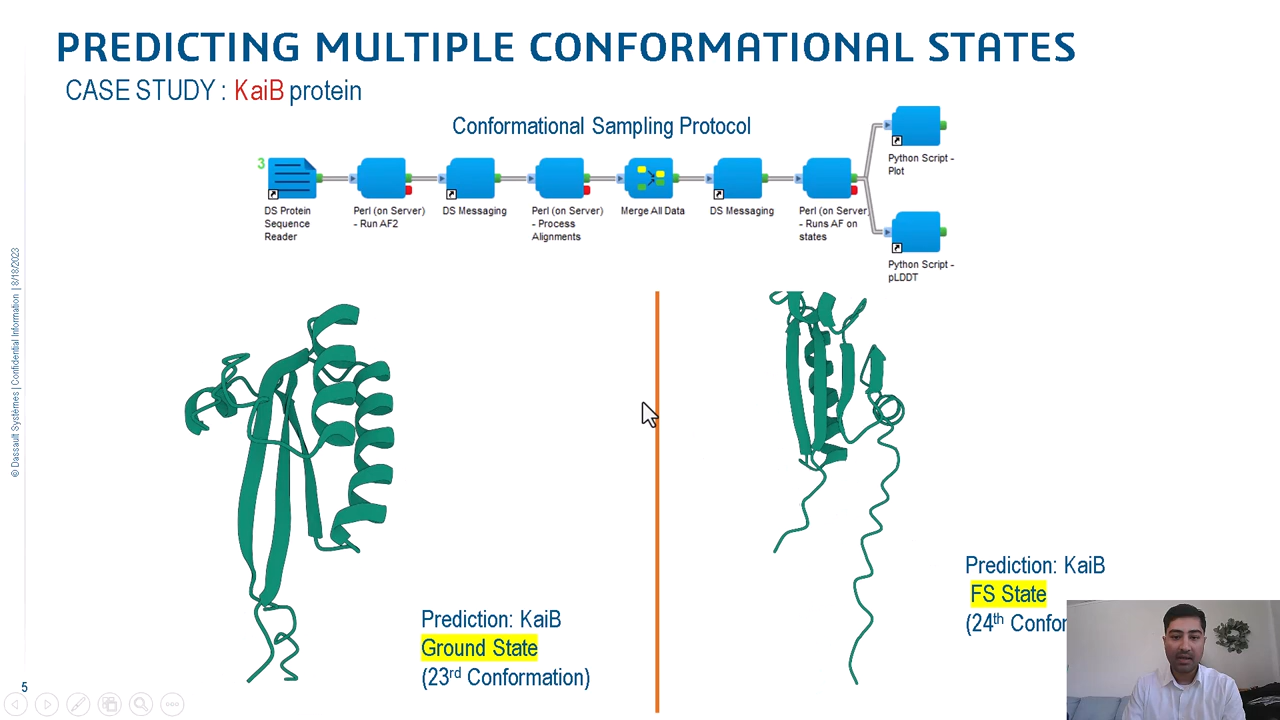 PREDICTING MULTIPLE CONFORMATIONAL STATES
CASE STUDY : KaiB protein
Conformational Sampling Protocol
3
DS Protein
Sequence
Reader
Perl (on Server)
- Run AF2
DS Messaging
Perl (on Server)
- Process
Alignments
Merge All Data
DS Messaging
Perl (on Server
- Runs AF on
states
Python Script -
Plot
Python Script -
pLDDT
© Dassault Systèmes | Confidential Information | 8/18/2023
Prediction: KaiB
Ground State
(23rd Conformation)
Prediction: KaiB
FS State
(24th Confor
5